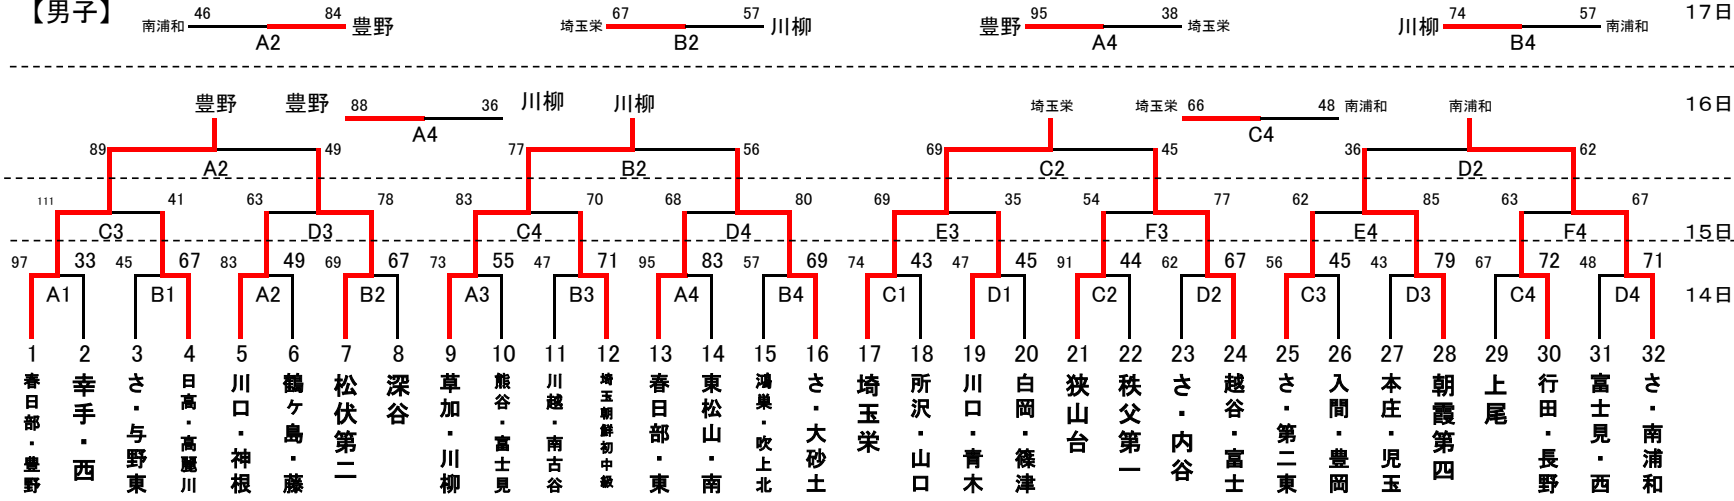 【男子】
46 84
南浦和 豊野
A2
67 57
埼玉栄 川柳
B2
95 38
豊野 埼玉栄
A4
74 57
川柳 南浦和
B4
17日
豊野 豊野 88 36 川柳 川柳 埼玉栄 埼玉栄 66 48 南浦和 南浦和 16日
A4 C4
89 49 77 56 69 45 36 62
A2 B2 C2 D2
111 41 63 78 83 70 68 80 69 35 54 77 62 85 63 67
C3 D3 C4 D4 E3 F3 E4 F4 15日
97 33 45 67 83 49 69 67 73 55 47 71 95 83 57 69 74 43 47 45 91 44 62 67 56 45 43 79 67 72 48 71
A1 B1 A2 B2 A3 B3 A4 B4 C1 D1 C2 D2 C3 D3 C4 D4 14日
1 2 3 4 5 6 7 8 9 10 11 12 13 14 15 16 17 18 19 20 21 22 23 24 25 26 27 28 29 30 31 32
春日部・豊野
幸手・西
さ・与野東
日高・高麗川
川口・神根
鶴ヶ島・藤
松伏第二
深谷
草加・川柳
熊谷・富士見
川越・南古谷
埼玉朝鮮初中級
春日部・東
東松山・南
鴻巣・吹上北
さ・大砂土
埼玉栄
所沢・山口
川口・青木
白岡・篠津
狭山台
秩父第一
さ・内谷
越谷・富士
さ・第二東
入間・豊岡
本庄・児玉
朝霞第四
上尾
行田・長野
富士見・西
さ・南浦和